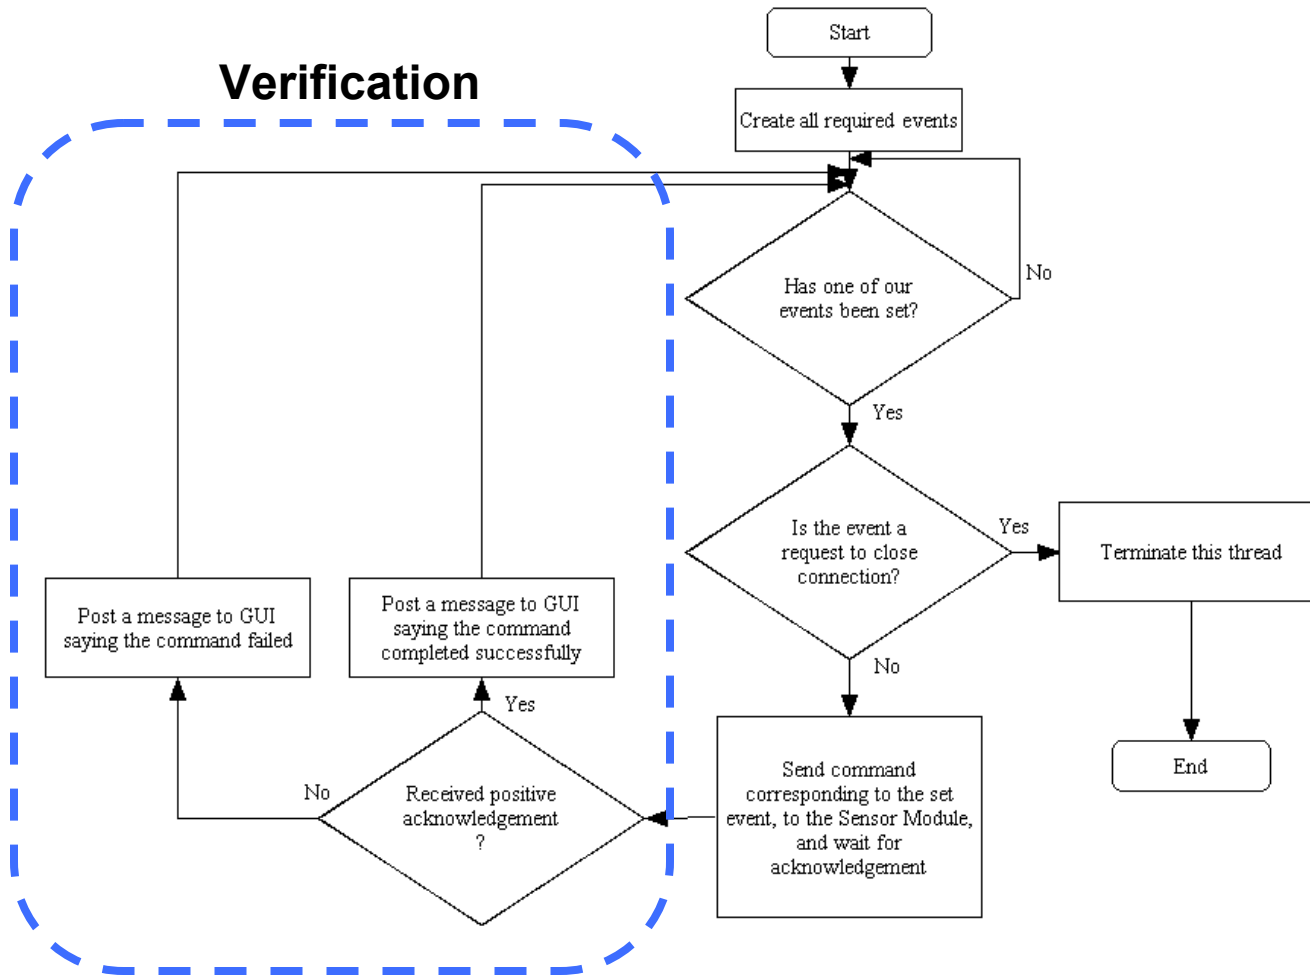 Start
Verification
Create all required events
Has one of our
events been set?
No
Yes
Is the event a
request to close
connection?
Yes
Terminate this thread
No
End
Send command
corresponding to the set
event, to the Sensor Module,
and wait for
acknowledgement
Received positive
acknowledgement
?
Yes
No
Post a message to GUI
saying the command
completed successfully
Post a message to GUI
saying the command failed